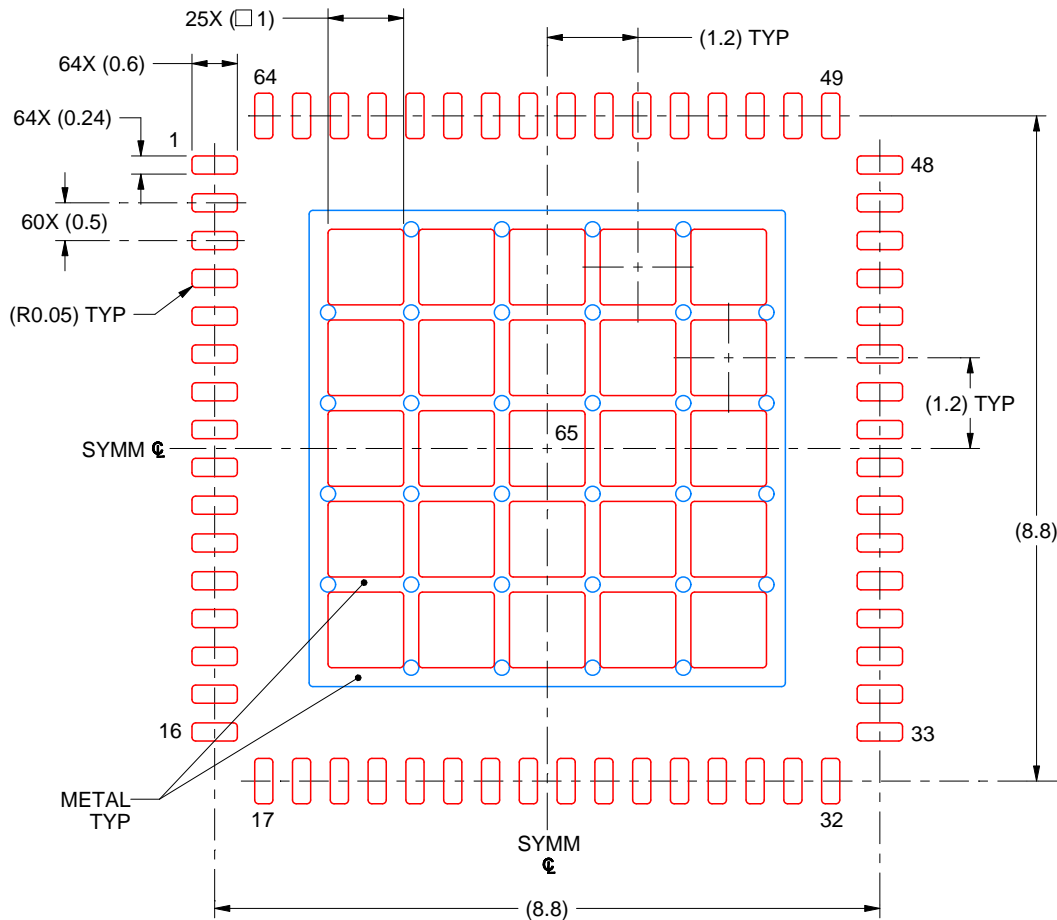 25X (□ 1)
(1.2) TYP
64X (0.6)
64
49
64X (0.24)
1
48
60X (0.5)
(R0.05) TYP
(1.2) TYP
65
SYMM ℄
(8.8)
16
33
METAL
TYP
17
32
SYMM
℄
(8.8)